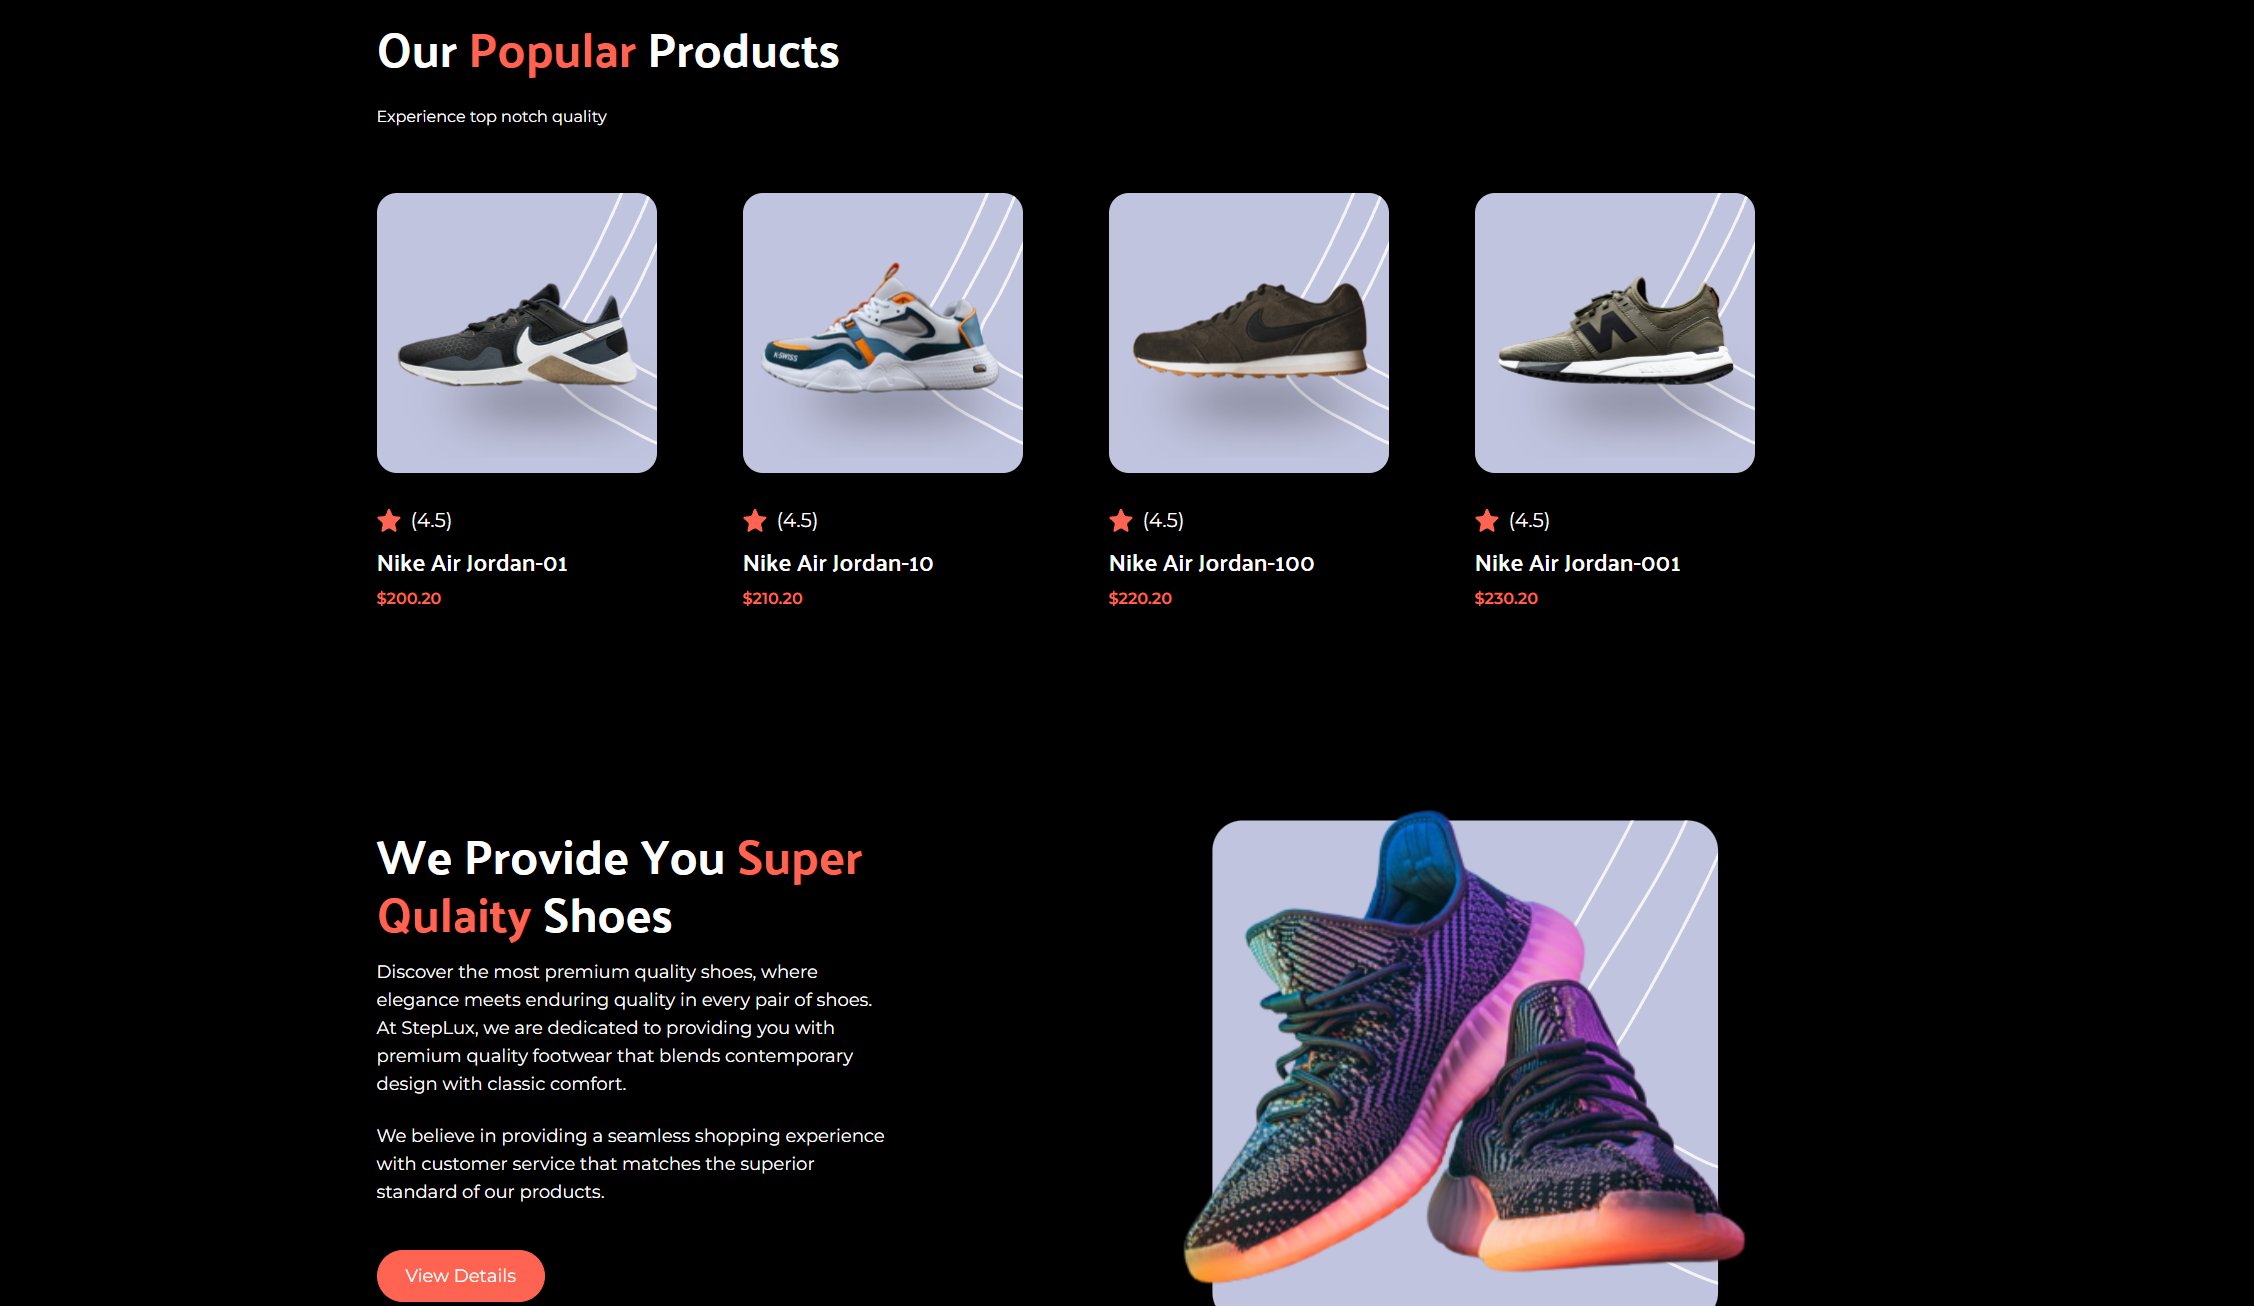 Our Popular Products
Experience top notch quality
K·SWISS
(4.5)
Nike Air Jordan-01
$200.20
(4.5)
Nike Air Jordan-10
$210.20
(4.5)
Nike Air Jordan-100
$220.20
(4.5)
Nike Air Jordan-001
$230.20
We Provide You Super
Qulaity Shoes
Discover the most premium quality shoes, where
elegance meets enduring quality in every pair of shoes.
At StepLux, we are dedicated to providing you with
premium quality footwear that blends contemporary
design with classic comfort.
We believe in providing a seamless shopping experience
with customer service that matches the superior
standard of our products.
View Details